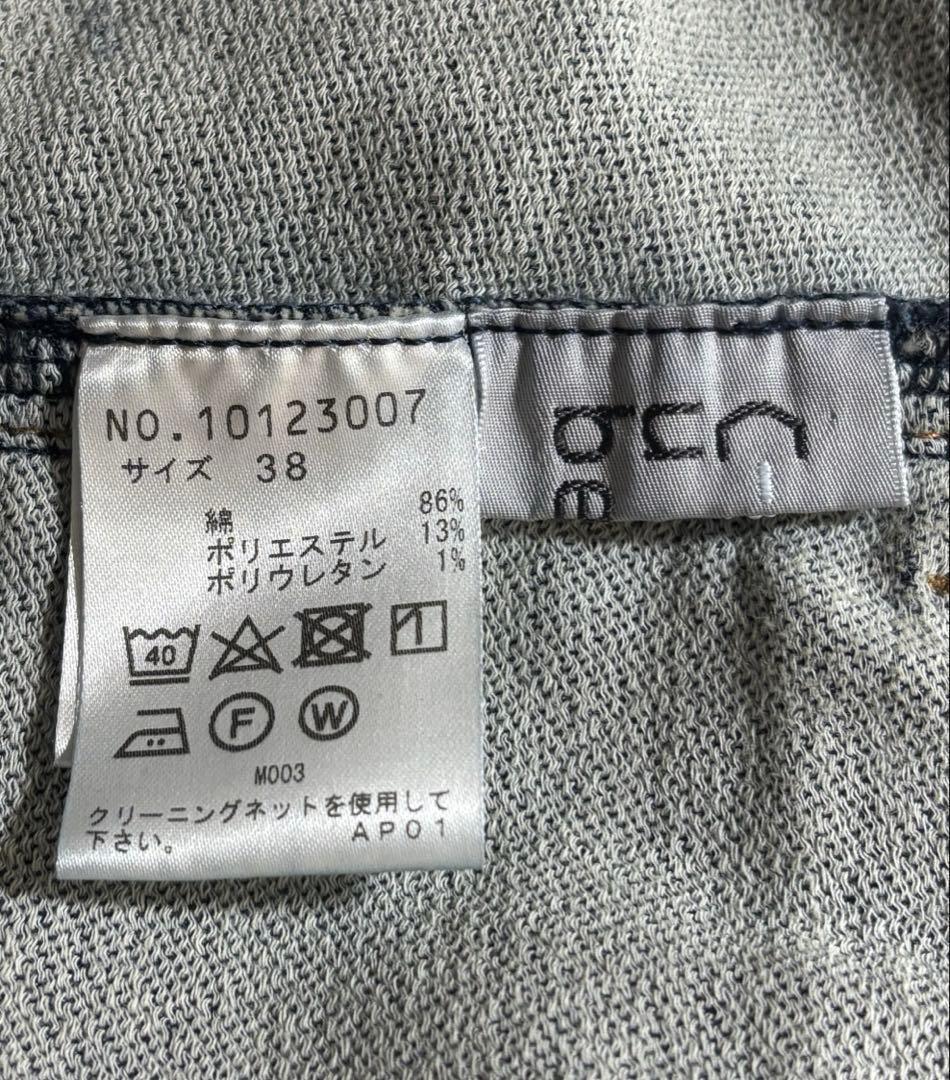 NO.10123007
サイズ 38
綿 86%
ポリエステル 13%
ポリウレタン 1%
40
F W
M003
クリーニングネットを使用して
下さい。 AP01